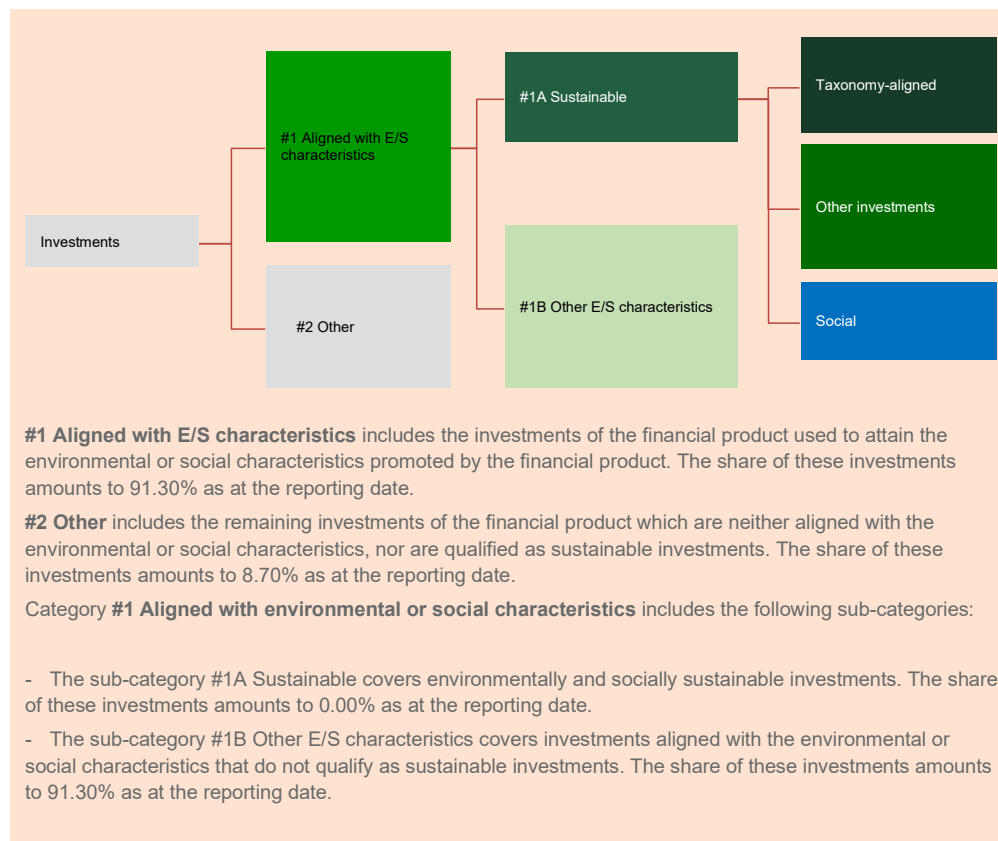 Investments
#1 Aligned with E/S
characteristics
#2 Other
#1A Sustainable
#1B Other E/S characteristics
Taxonomy-aligned
Other investments
Social
#1 Aligned with E/S characteristics includes the investments of the financial product used to attain the
environmental or social characteristics promoted by the financial product. The share of these investments
amounts to 91.30% as at the reporting date.
#2 Other includes the remaining investments of the financial product which are neither aligned with the
environmental or social characteristics, nor are qualified as sustainable investments. The share of these
investments amounts to 8.70% as at the reporting date.
Category #1 Aligned with environmental or social characteristics includes the following sub-categories:
- The sub-category #1A Sustainable covers environmentally and socially sustainable investments. The share
of these investments amounts to 0.00% as at the reporting date.
- The sub-category #1B Other E/S characteristics covers investments aligned with the environmental or
social characteristics that do not qualify as sustainable investments. The share of these investments amounts
to 91.30% as at the reporting date.